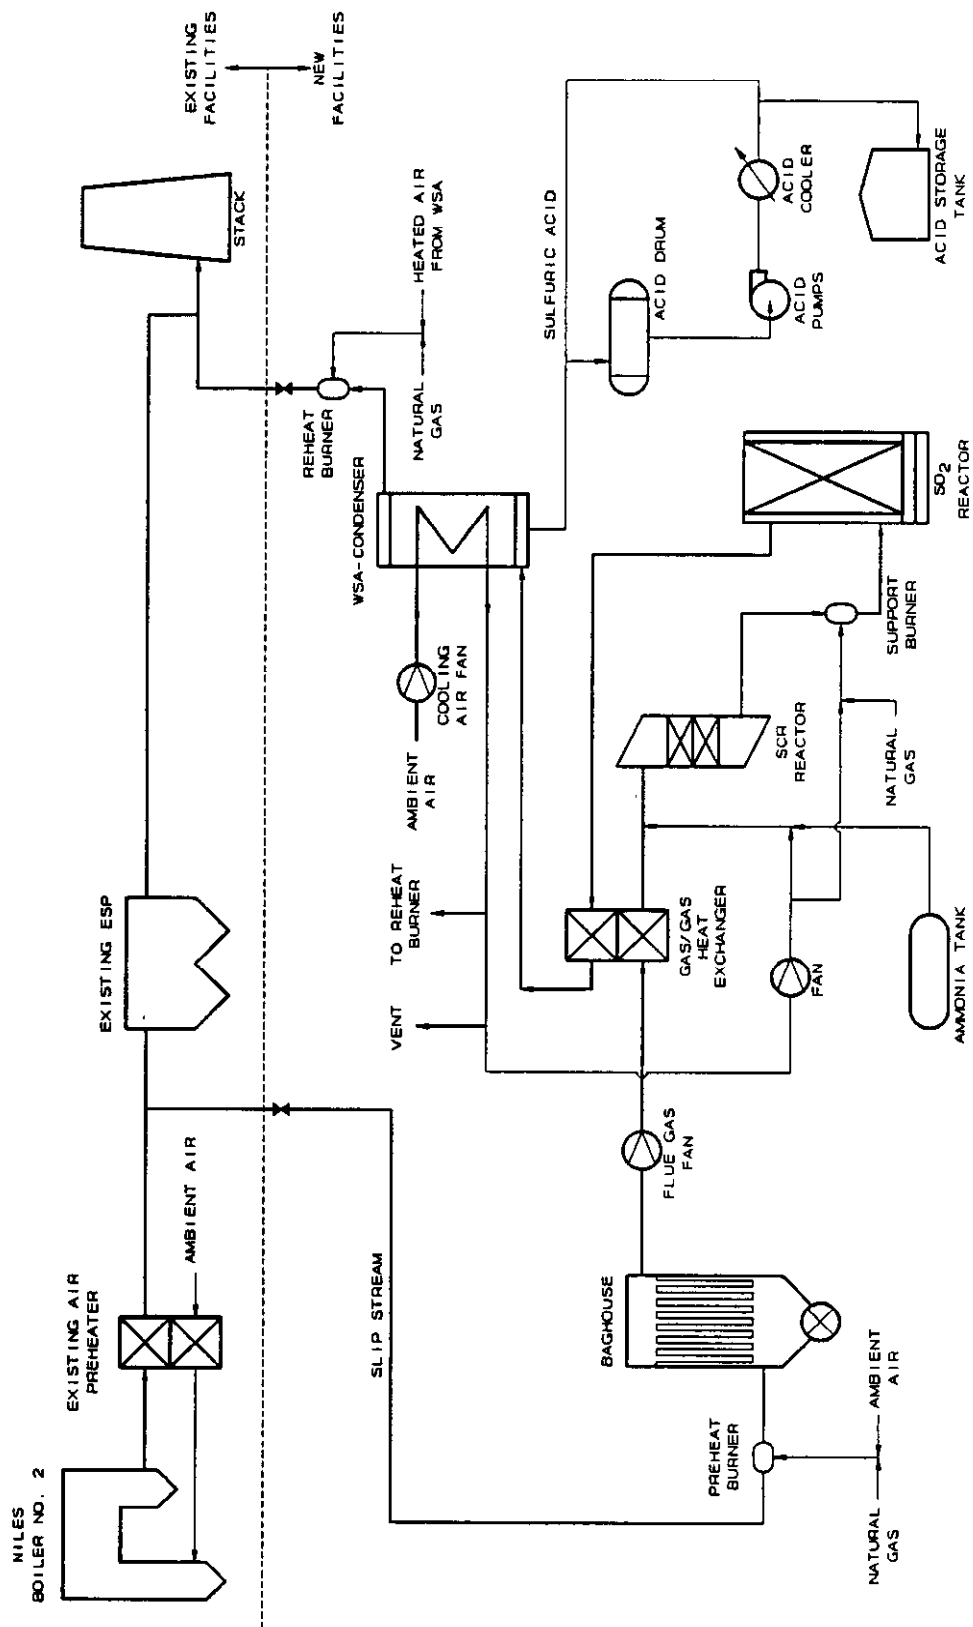 NILES
BOILER NO. 2
EXISTING AIR
PREHEATER
AMBIENT AIR
EXISTING ESP
STACK
EXISTING
FACILITIES
NEW
FACILITIES
SLIP STREAM
VENT
TO REHEAT
BURNER
AMBIENT
AIR
COOLING
AIR FAN
WSA-CONDENSER
REHEAT
BURNER
NATURAL
GAS
HEATED AIR
FROM WSA
SULFURIC ACID
ACID DRUM
ACID
PUMPS
ACID
COOLER
ACID STORAGE
TANK
PREHEAT
BURNER
NATURAL
GAS
AMBIENT
AIR
BAGHOUSE
FLUE GAS
FAN
GAS/GAS
HEAT
EXCHANGER
FAN
AMMONIA TANK
SCR
REACTOR
NATURAL
GAS
SUPPORT
BURNER
SO2
REACTOR